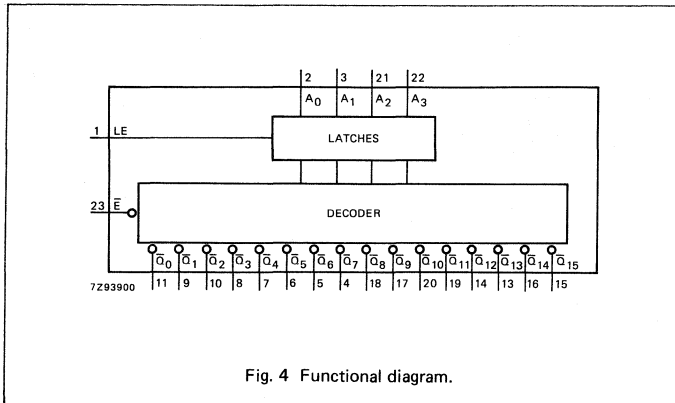 2 3 21 22
A0 A1 A2 A3
1 LE
LATCHES
23 E̅
DECODER
Q̅0 Q̅1 Q̅2 Q̅3 Q̅4 Q̅5 Q̅6 Q̅7 Q̅8 Q̅9 Q̅10 Q̅11 Q̅12 Q̅13 Q̅14 Q̅15
7Z93900
11 9 10 8 7 6 5 4 18 17 20 19 14 13 16 15
Fig. 4 Functional diagram.